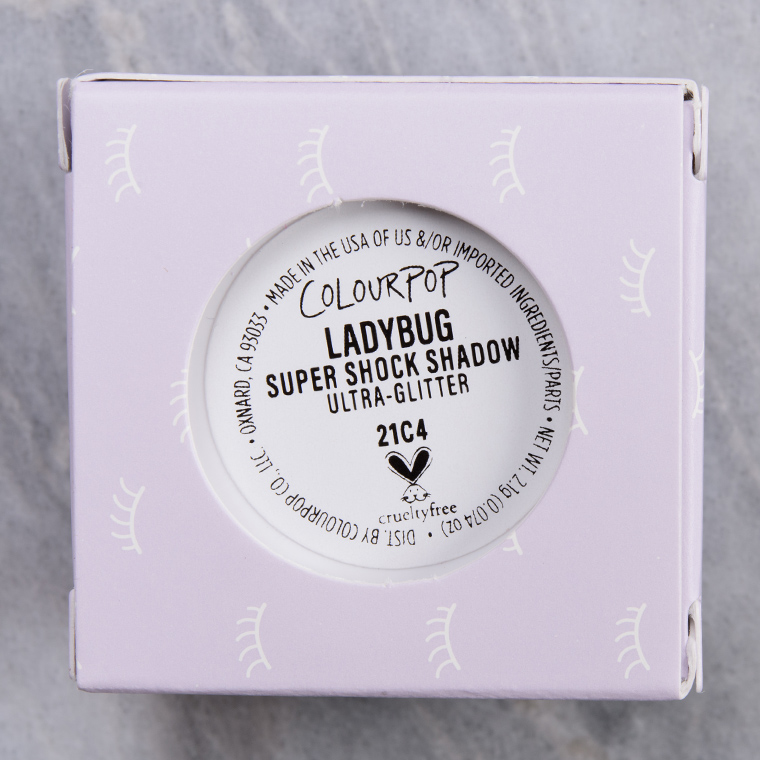 MADE IN THE USA OF US &/OR IMPORTED INGREDIENTS/PARTS • NET WT. 2.1g (0.074 OZ) • DIST. BY COLOURPOP CO, LLC. • OXNARD, CA 93033 •
COLOURPOP
LADYBUG
SUPER SHOCK SHADOW
ULTRA-GLITTER
21C4
crueltyfree